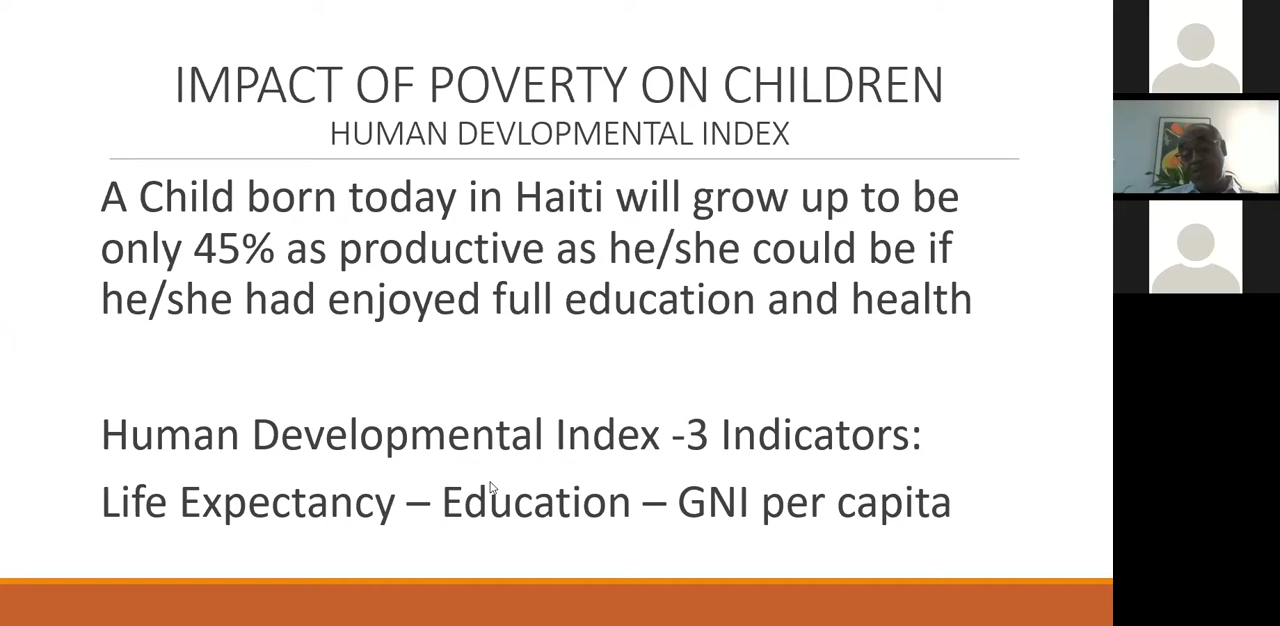 IMPACT OF POVERTY ON CHILDREN
HUMAN DEVLOPMENTAL INDEX
A Child born today in Haiti will grow up to be
only 45% as productive as he/she could be if
he/she had enjoyed full education and health
Human Developmental Index -3 Indicators:
Life Expectancy – Education – GNI per capita